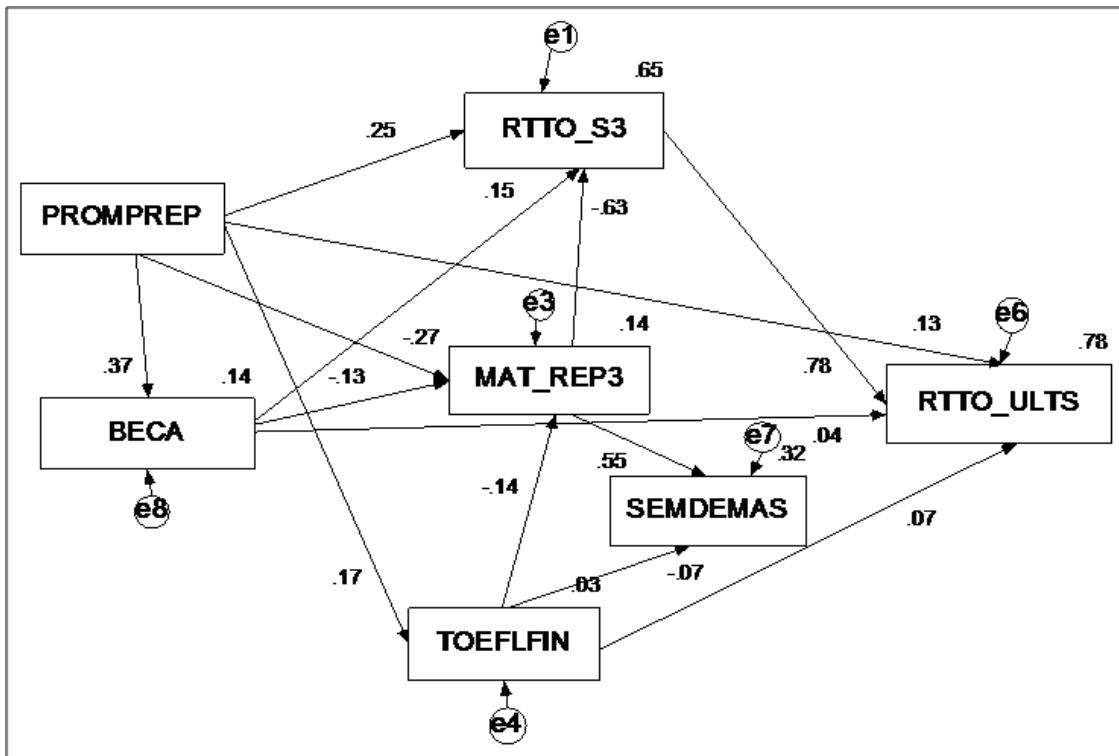 e1
.65
RTTO_S3
.25
.15
-.63
PROMPREP
e3
.14
.13
e6
.78
-.27
.37
.14
-.13
MAT_REP3
.78
RTTO_ULTS
BECA
.04
e7
.32
.55
e8
-.14
SEMDEMAS
.07
.17
.03
-.07
TOEFLFIN
e4